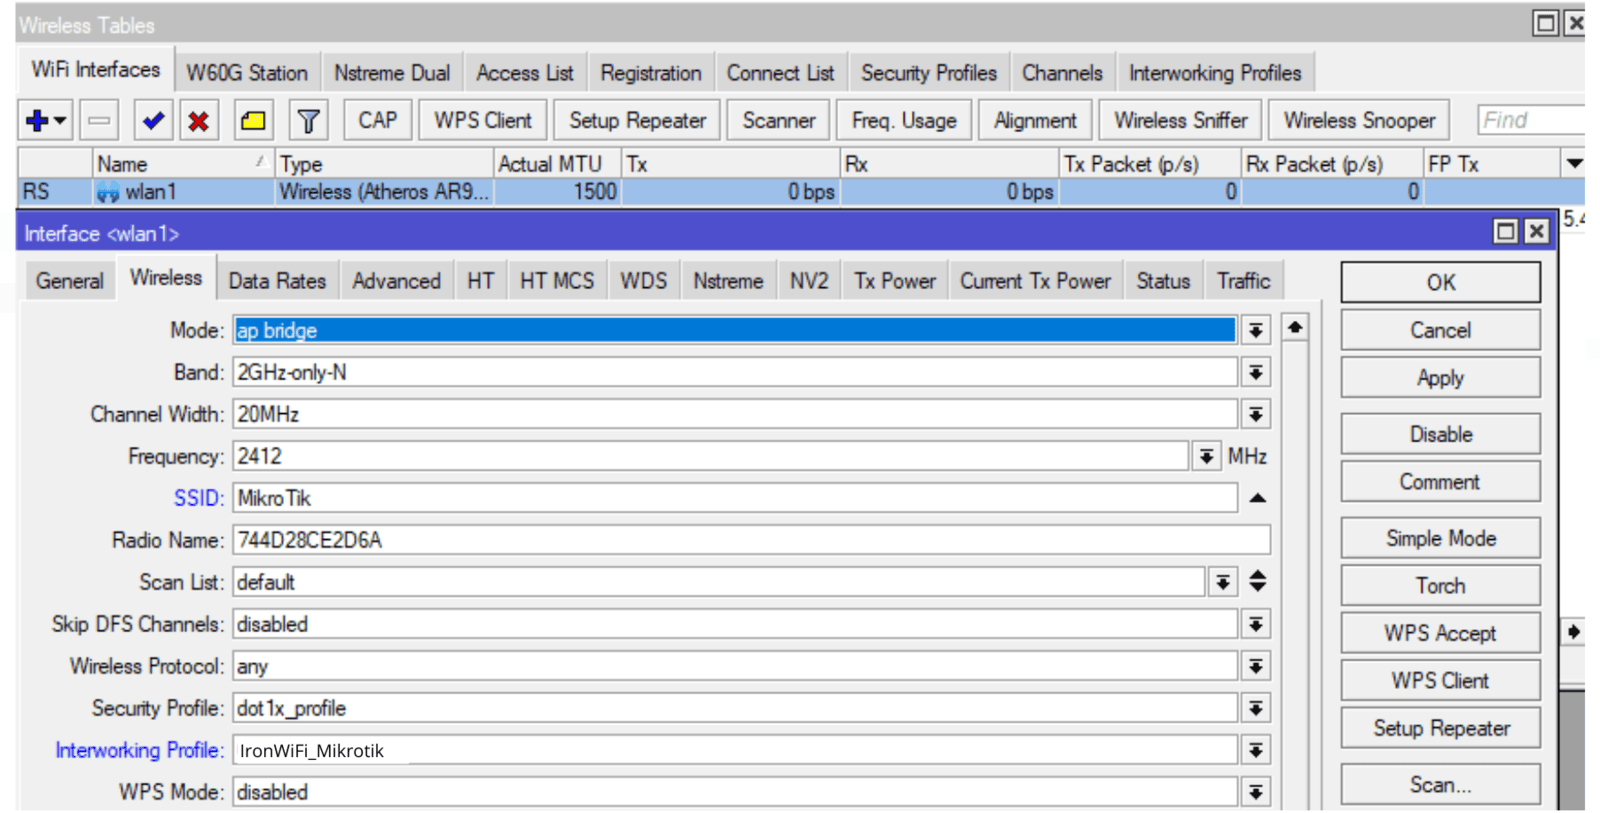 Wireless Tables
WiFi Interfaces W60G Station Nstreme Dual Access List Registration Connect List Security Profiles Channels Interworking Profiles
CAP WPS Client Setup Repeater Scanner Freq. Usage Alignment Wireless Sniffer Wireless Snooper Find
Name Type Actual MTU Tx Rx Tx Packet (p/s) Rx Packet (p/s) FP Tx
RS wlan1 Wireless (Atheros AR9... 1500 0 bps 0 bps 0 0
Interface <wlan1>
General Wireless Data Rates Advanced HT HT MCS WDS Nstreme NV2 Tx Power Current Tx Power Status Traffic
Mode: ap bridge
Band: 2GHz-only-N
Channel Width: 20MHz
Frequency: 2412 MHz
SSID: MikroTik
Radio Name: 744D28CE2D6A
Scan List: default
Skip DFS Channels: disabled
Wireless Protocol: any
Security Profile: dot1x_profile
Interworking Profile: IronWiFi_Mikrotik
WPS Mode: disabled
OK
Cancel
Apply
Disable
Comment
Simple Mode
Torch
WPS Accept
WPS Client
Setup Repeater
Scan...